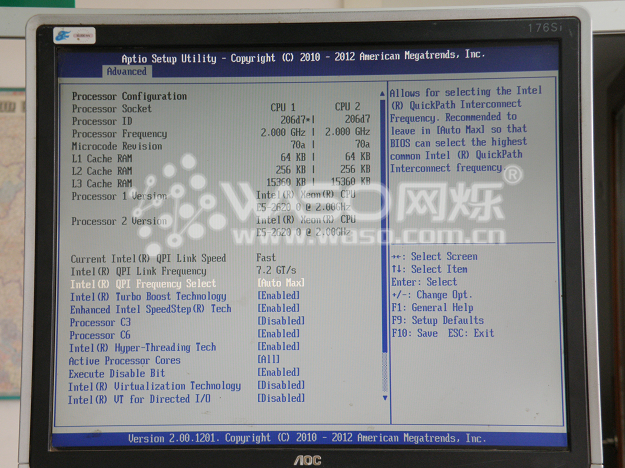 176Si
Aptio Setup Utility - Copyright (C) 2010 - 2012 American Megatrends, Inc.
Advanced
Processor Configuration
Processor Socket CPU 1 CPU 2
Processor ID 206d7*| 206d7
Processor Frequency 2.000 GHz | 2.000 GHz
Microcode Revision 70a | 70a
L1 Cache RAM 64 KB | 64 KB
L2 Cache RAM 256 KB | 256 KB
L3 Cache RAM 15360 KB | 15360 KB
Processor 1 Version Intel(R) Xeon(R) CPU
E5-2620 0 @ 2.00GHz
Processor 2 Version Intel(R) Xeon(R) CPU
E5-2620 0 @ 2.00GHz
Current Intel(R) QPI Link Speed Fast
Intel(R) QPI Link Frequency 7.2 GT/s
Intel(R) QPI Frequency Select [Auto Max]
Intel(R) Turbo Boost Technology [Enabled]
Enhanced Intel SpeedStep(R) Tech [Enabled]
Processor C3 [Disabled]
Processor C6 [Enabled]
Intel(R) Hyper-Threading Tech [Enabled]
Active Processor Cores [All]
Execute Disable Bit [Enabled]
Intel(R) Virtualization Technology [Disabled]
Intel(R) VT for Directed I/O [Disabled]
Allows for selecting the Intel
(R) QuickPath Interconnect
Frequency. Recommended to
leave in [Auto Max] so that
BIOS can select the highest
common Intel (R) QuickPath
Interconnect frequency.
→←: Select Screen
↑↓: Select Item
Enter: Select
+/-: Change Opt.
F1: General Help
F9: Setup Defaults
F10: Save ESC: Exit
WASO网烁®
www.waso.com.cn
Version 2.00.1201. Copyright (C) 2010 - 2012 American Megatrends, Inc.
AOC